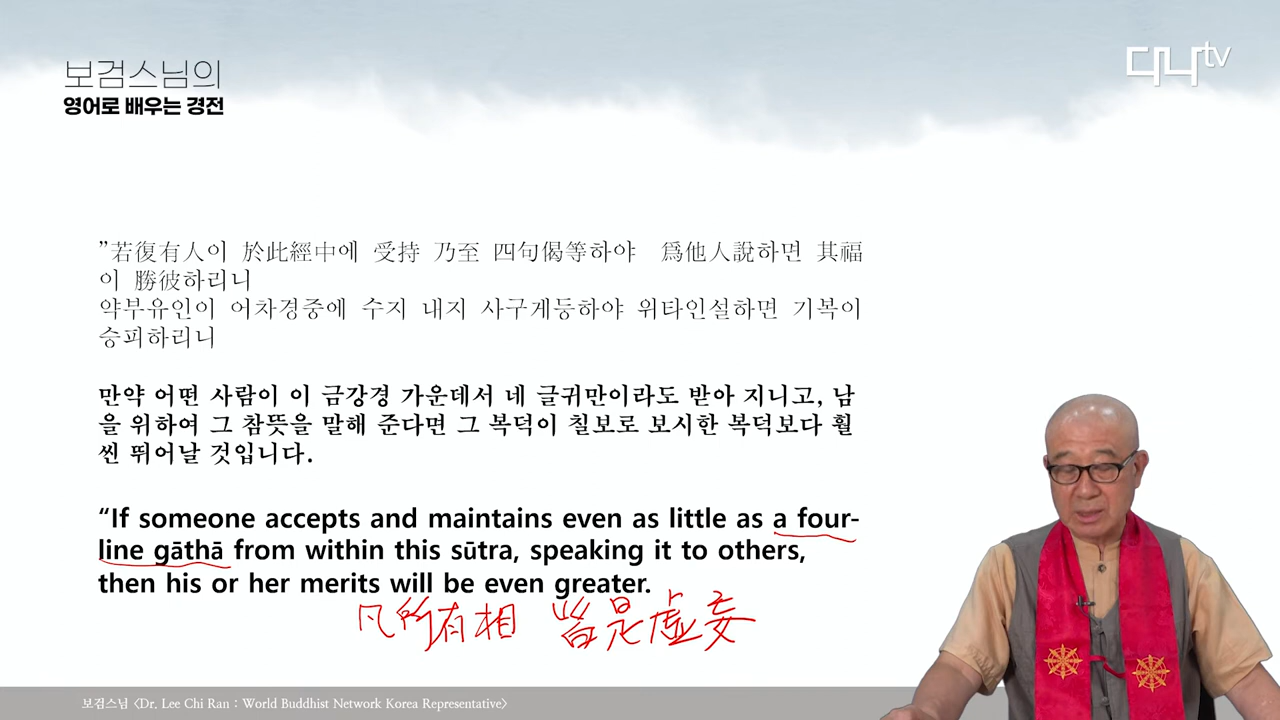 보검스님의
영어로 배우는 경전
다나tv
”若復有人이 於此經中에 受持 乃至 四句偈等하야 爲他人說하면 其福
이 勝彼하리니
약부유인이 어차경중에 수지 내지 사구게등하야 위타인설하면 기복이
승피하리니
만약 어떤 사람이 이 금강경 가운데서 네 글귀만이라도 받아 지니고, 남
을 위하여 그 참뜻을 말해 준다면 그 복덕이 칠보로 보시한 복덕보다 훨
씬 뛰어날 것입니다.
“If someone accepts and maintains even as little as a four-
line gāthā from within this sūtra, speaking it to others,
then his or her merits will be even greater.
凡所有相 皆是虛妄
보검스님 <Dr. Lee Chi Ran : World Buddhist Network Korea Representative>